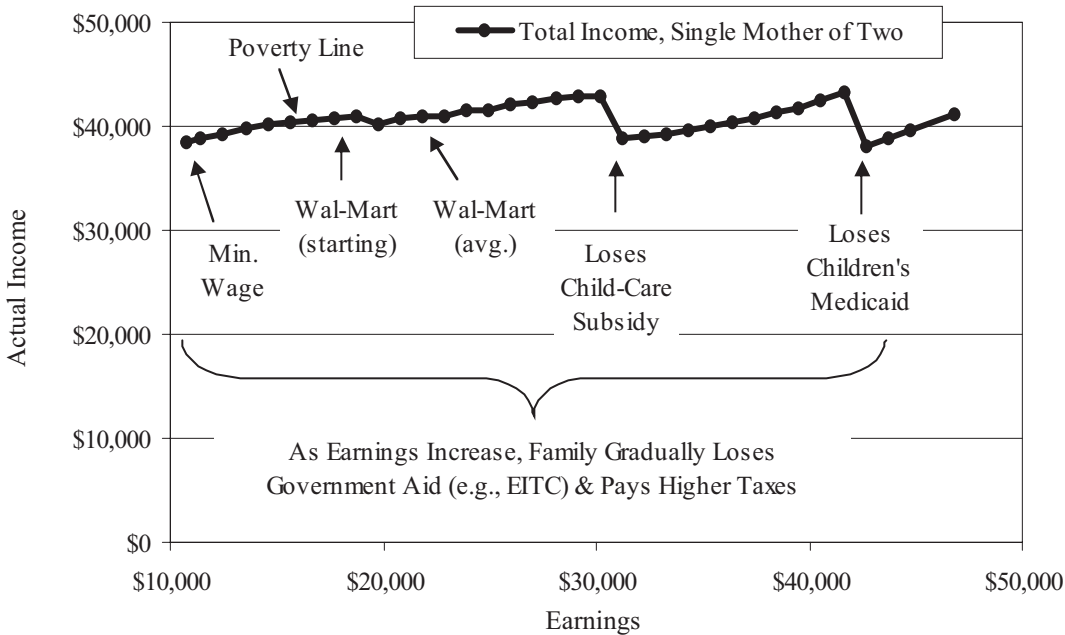 $50,000
Total Income, Single Mother of Two
Poverty Line
$40,000
Wal-Mart
(starting)
Wal-Mart
(avg.)
$30,000
Min.
Wage
Loses
Child-Care
Subsidy
Loses
Children's
Medicaid
Actual Income
$20,000
$10,000
As Earnings Increase, Family Gradually Loses
Government Aid (e.g., EITC) & Pays Higher Taxes
$0
$10,000
$20,000
$30,000
$40,000
$50,000
Earnings